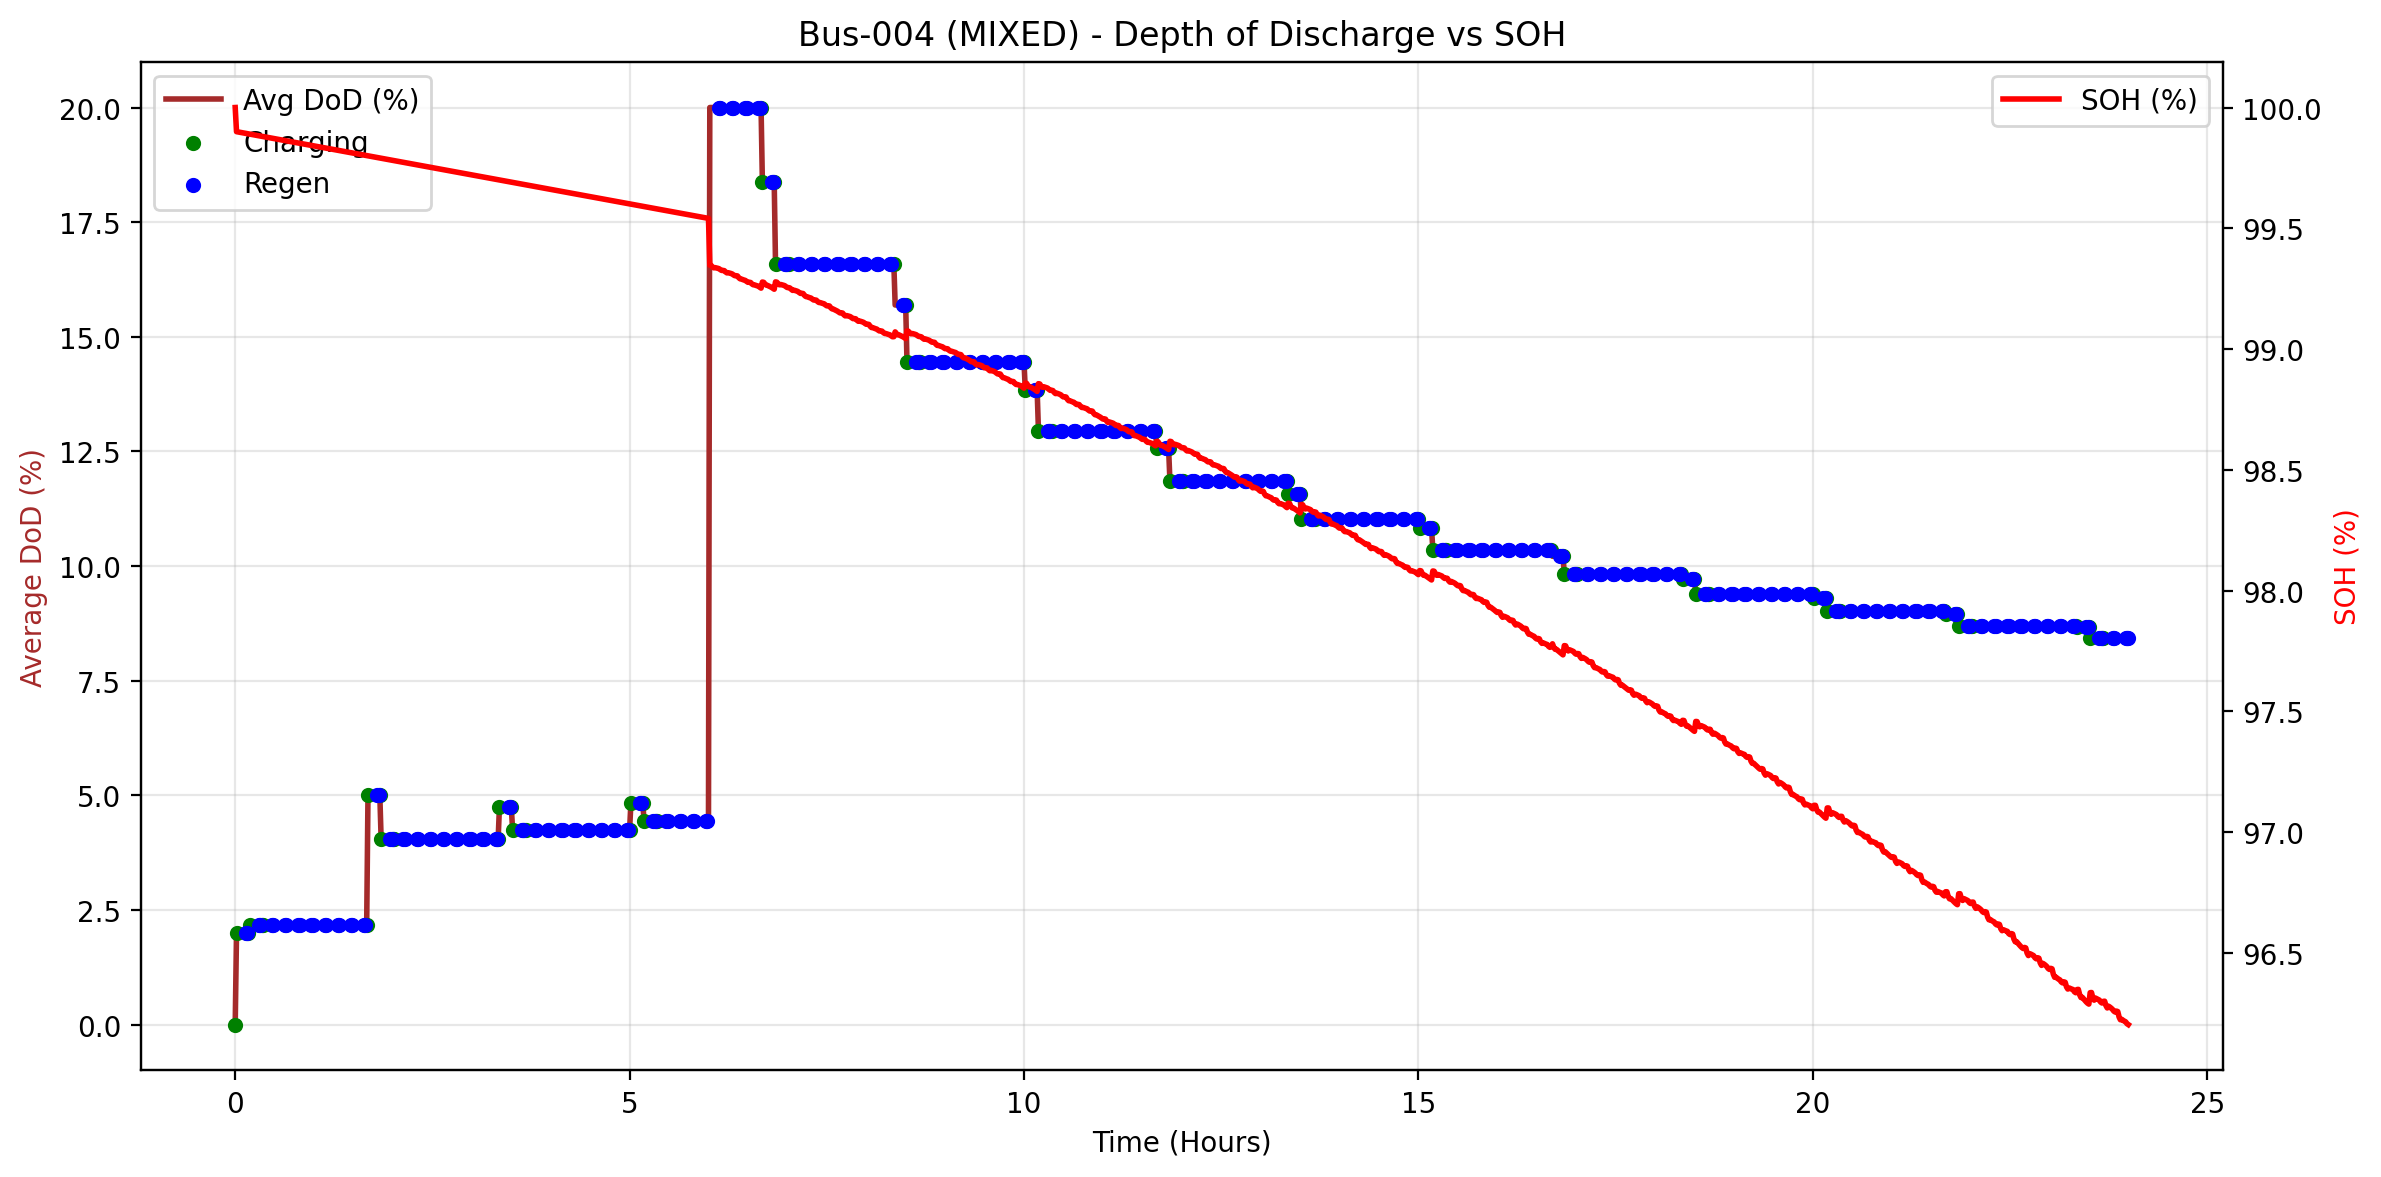 Bus-004 (MIXED) - Depth of Discharge vs SOH
Avg DoD (%)
Charging
Regen
SOH (%)
20.0
17.5
15.0
12.5
10.0
7.5
5.0
2.5
0.0
Average DoD (%)
100.0
99.5
99.0
98.5
98.0
97.5
97.0
96.5
SOH (%)
0
5
10
15
20
25
Time (Hours)